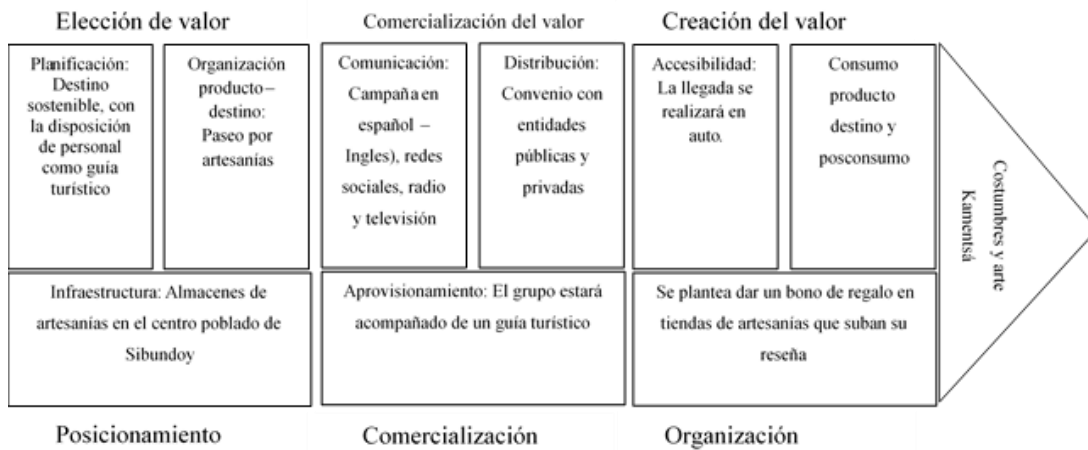 Elección de valor
Comercialización del valor
Creación del valor
Planificación:
Destino
sostenible, con
la disposición
de personal
como guía
turístico
Organización
producto–
destino:
Paseo por
artesanías
Comunicación:
Campaña en
español –
Ingles), redes
sociales, radio
y televisión
Distribución:
Convenio con
entidades
públicas y
privadas
Accesibilidad:
La llegada se
realizará en
auto.
Consumo
producto
destino y
posconsumo
Costumbres y arte
Kamentsá
Infraestructura: Almacenes de
artesanías en el centro poblado de
Sibundoy
Aprovisionamiento: El grupo estará
acompañado de un guía turístico
Se plantea dar un bono de regalo en
tiendas de artesanías que suban su
reseña
Posicionamiento
Comercialización
Organización